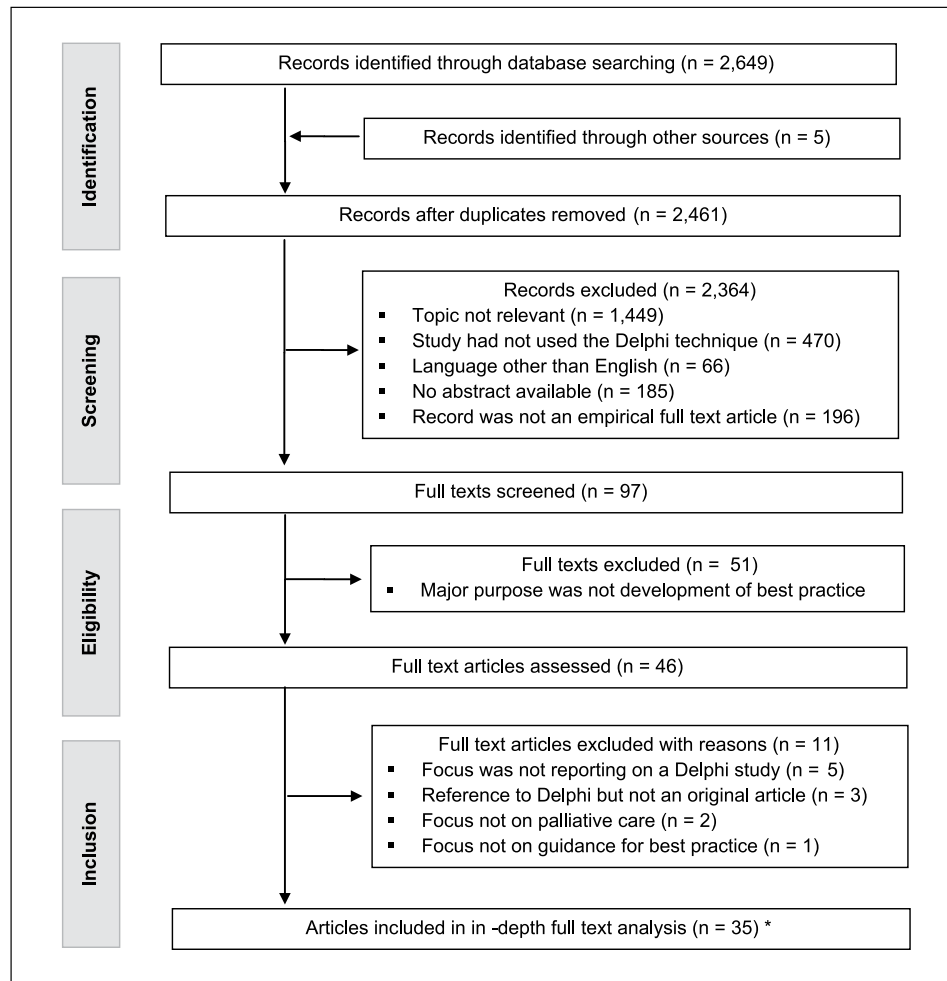 Identification
Records identified through database searching (n = 2,649)
Records identified through other sources (n = 5)
Records after duplicates removed (n = 2,461)
Screening
Records excluded (n = 2,364)
▪ Topic not relevant (n = 1,449)
▪ Study had not used the Delphi technique (n = 470)
▪ Language other than English (n = 66)
▪ No abstract available (n = 185)
▪ Record was not an empirical full text article (n = 196)
Full texts screened (n = 97)
Eligibility
Full texts excluded (n = 51)
▪ Major purpose was not development of best practice
Full text articles assessed (n = 46)
Inclusion
Full text articles excluded with reasons (n = 11)
▪ Focus was not reporting on a Delphi study (n = 5)
▪ Reference to Delphi but not an original article (n = 3)
▪ Focus not on palliative care (n = 2)
▪ Focus not on guidance for best practice (n = 1)
Articles included in in -depth full text analysis (n = 35) *